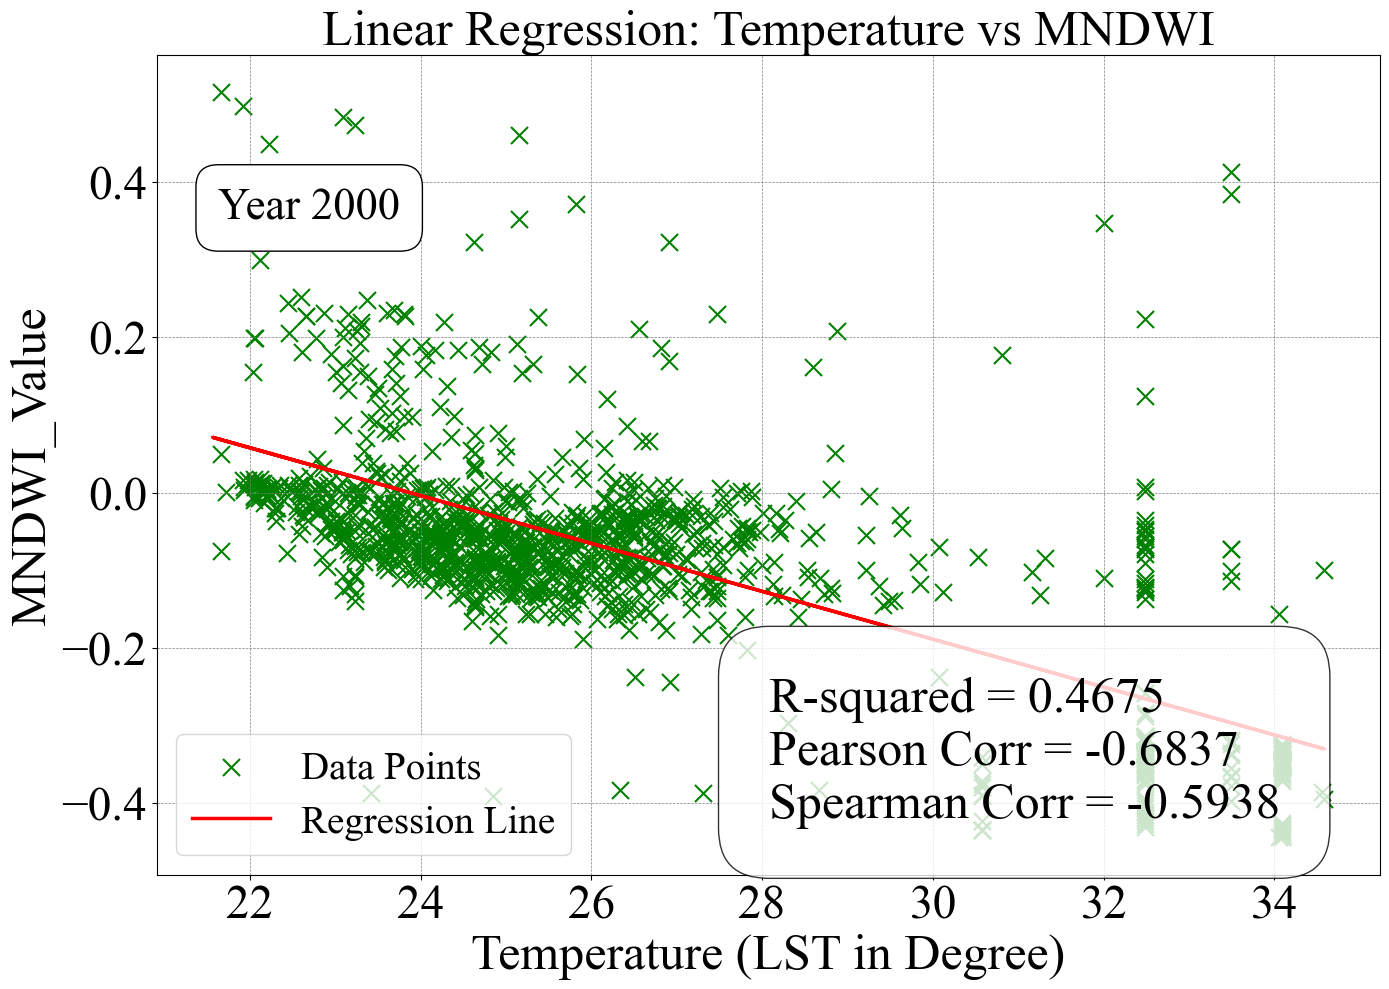 Linear Regression: Temperature vs MNDWI
MNDWI_Value
0.4
0.2
0.0
−0.2
−0.4
Year 2000
R-squared = 0.4675
Pearson Corr = -0.6837
Spearman Corr = -0.5938
Data Points
Regression Line
22 24 26 28 30 32 34
Temperature (LST in Degree)